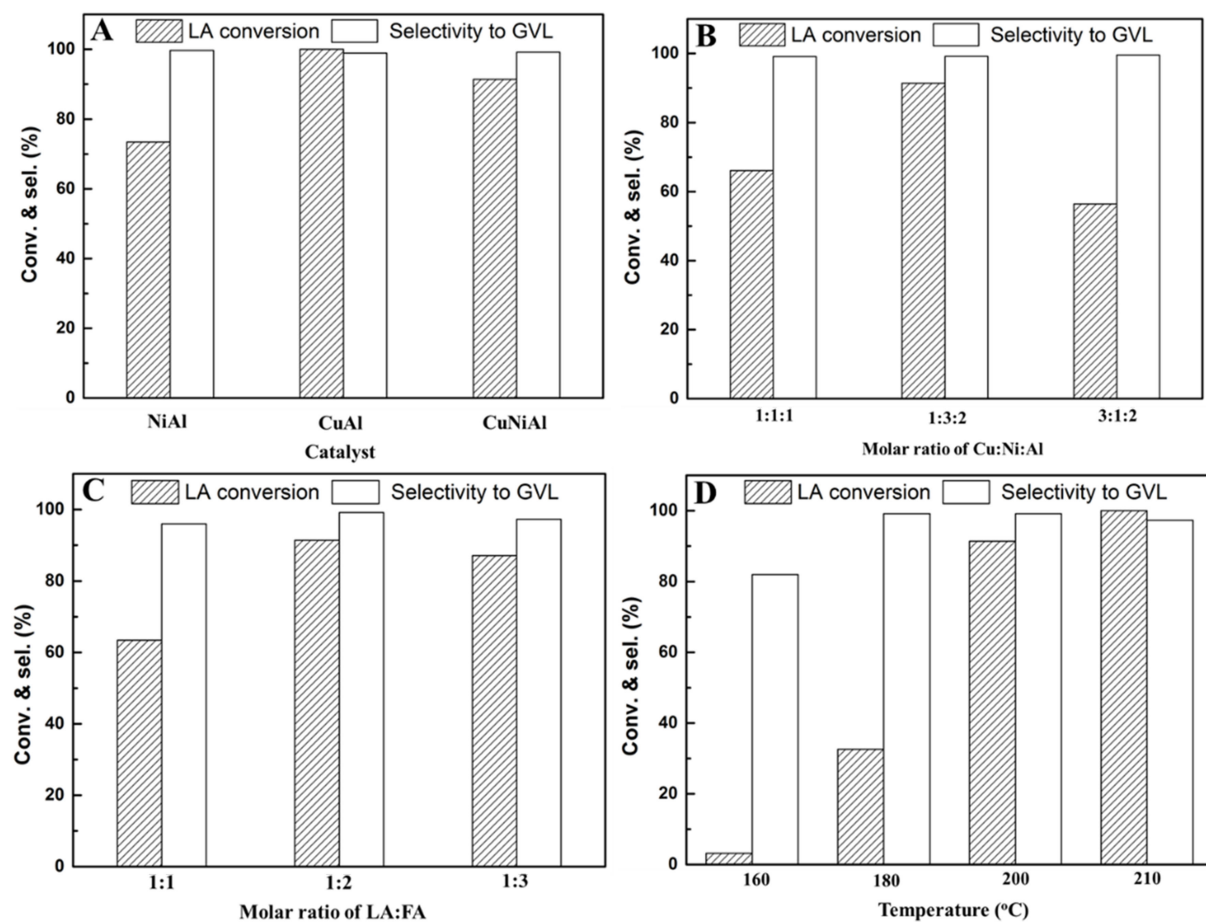 A
LA conversion
Selectivity to GVL
Conv. & sel. (%)
100
80
60
40
20
0
NiAl
CuAl
CuNiAl
Catalyst
B
LA conversion
Selectivity to GVL
Conv. & sel. (%)
100
80
60
40
20
0
1:1:1
1:3:2
3:1:2
Molar ratio of Cu:Ni:Al
C
LA conversion
Selectivity to GVL
Conv. & sel. (%)
100
80
60
40
20
0
1:1
1:2
1:3
Molar ratio of LA:FA
D
LA conversion
Selectivity to GVL
Conv. & sel. (%)
100
80
60
40
20
0
160
180
200
210
Temperature (°C)